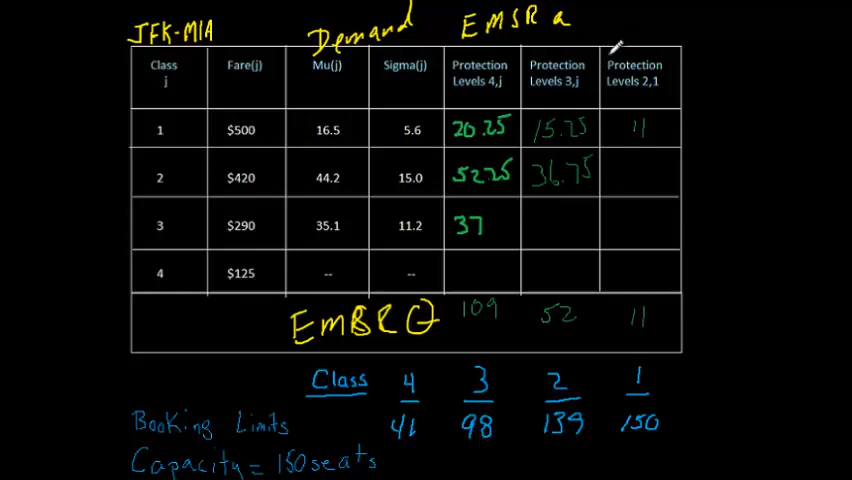 JFK-MIA Demand EMSR a
Class j Fare(j) Mu(j) Sigma(j) Protection Levels 4,j Protection Levels 3,j Protection Levels 2,1
1 $500 16.5 5.6 20.25 15.25 11
2 $420 44.2 15.0 52.25 36.75
3 $290 35.1 11.2 37
4 $125 -- --
109 52 11
Class 4 3 2 1
Booking Limits 41 98 139 150
Capacity = 150 seats